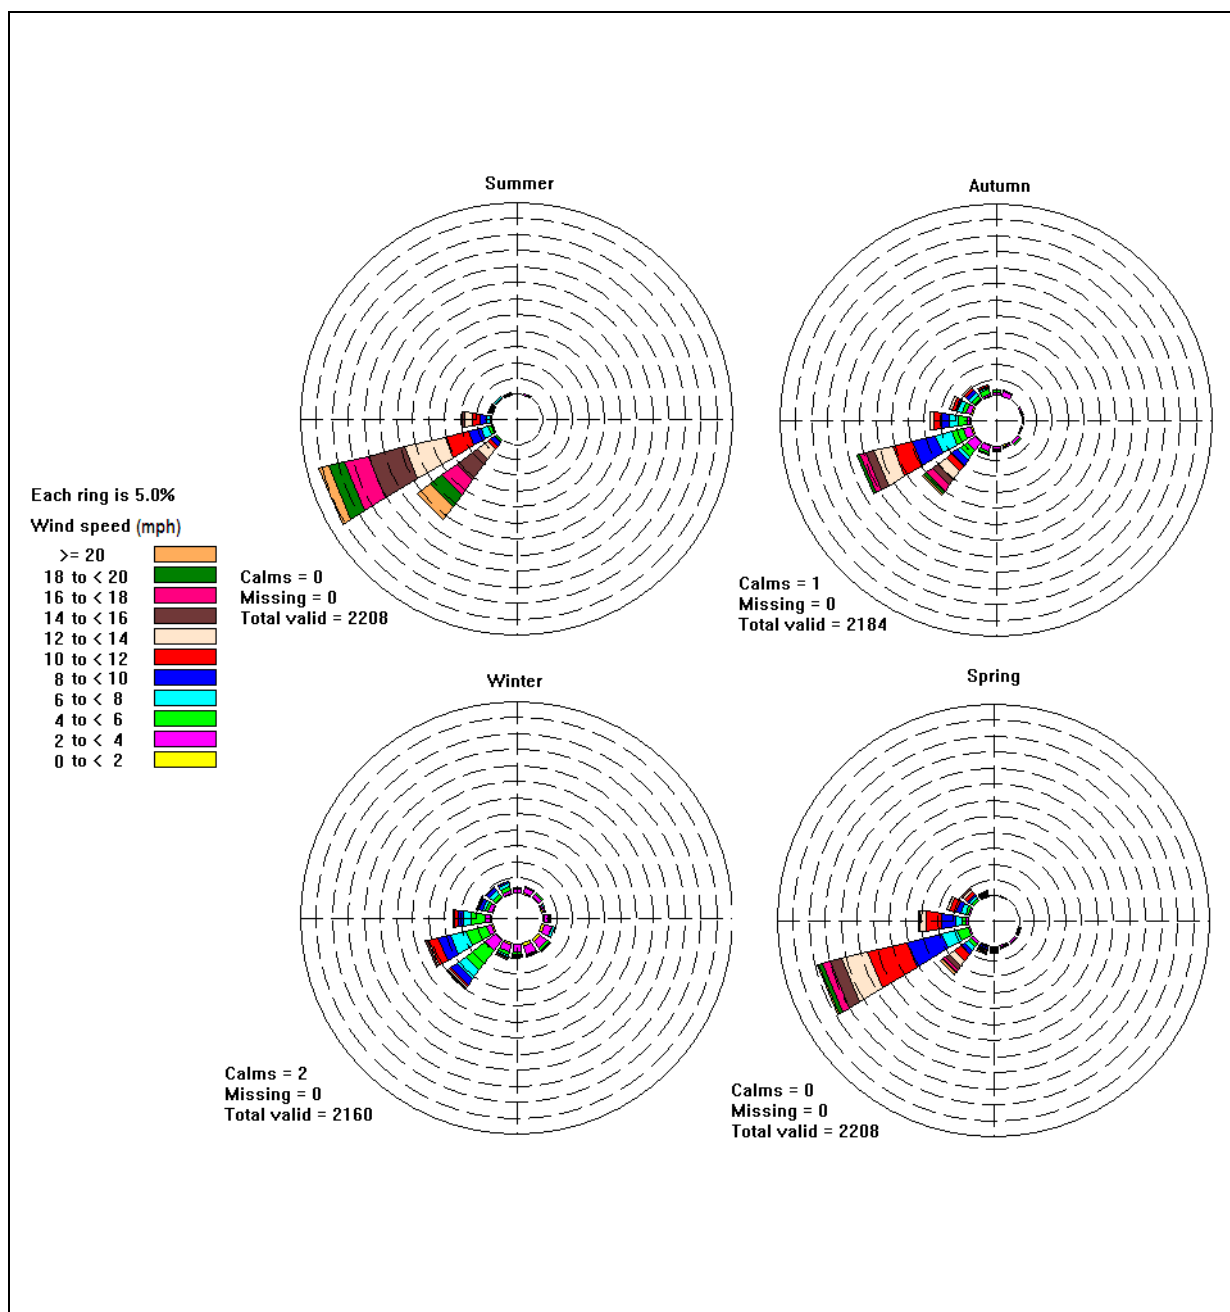 Summer
Autumn
Each ring is 5.0%
Wind speed (mph)
>= 20
18 to < 20
16 to < 18
14 to < 16
12 to < 14
10 to < 12
8 to < 10
6 to < 8
4 to < 6
2 to < 4
0 to < 2
Calms = 0
Missing = 0
Total valid = 2208
Calms = 1
Missing = 0
Total valid = 2184
Winter
Spring
Calms = 2
Missing = 0
Total valid = 2160
Calms = 0
Missing = 0
Total valid = 2208